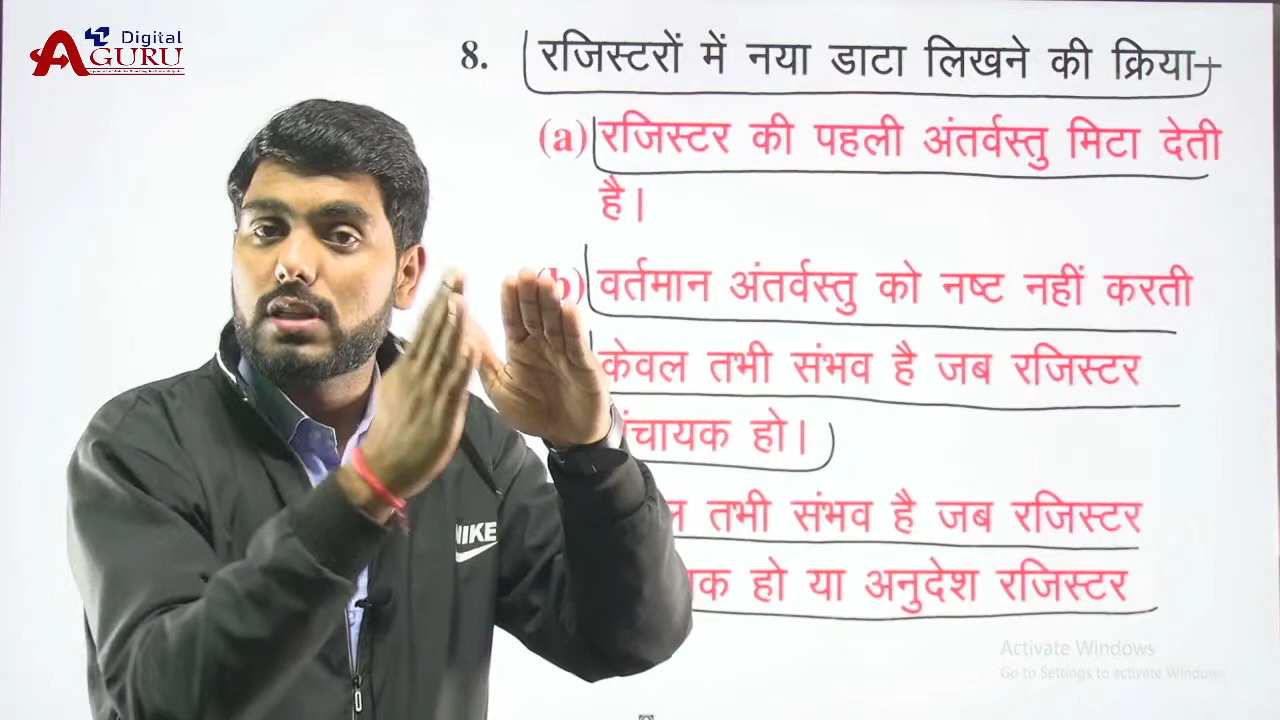 Digital
AGURU
8. रजिस्टरों में नया डाटा लिखने की क्रिया-
(a) रजिस्टर की पहली अंतर्वस्तु मिटा देती
है।
(b) वर्तमान अंतर्वस्तु को नष्ट नहीं करती
केवल तभी संभव है जब रजिस्टर
हो।
तभी संभव है जब रजिस्टर
हो या अनुदेश रजिस्टर
NIKE
Activate Windows
Go to Settings to activate Windows.